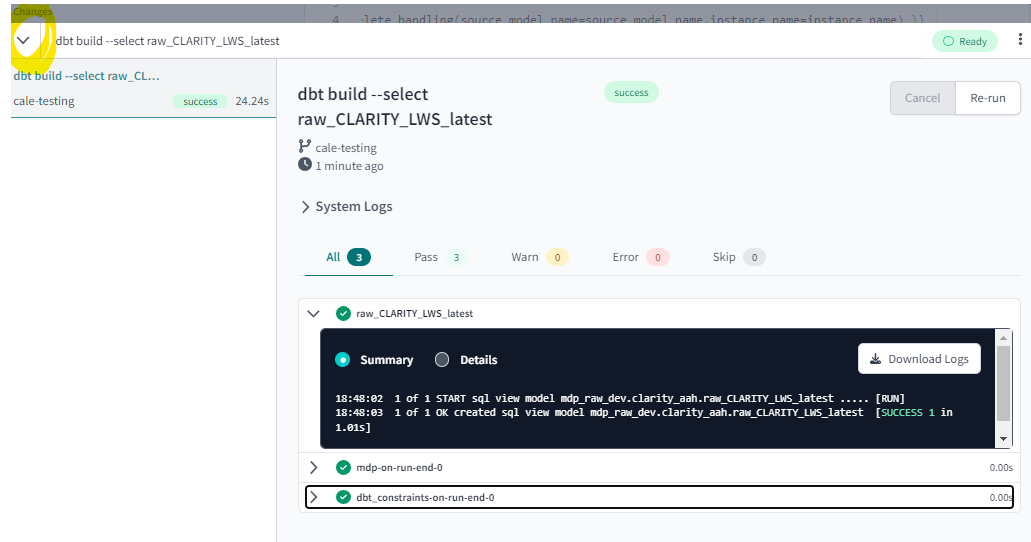 Changes
4 lete_handling(source_model_name=source_model_name,instance_name=instance_name) }}
dbt build --select raw_CLARITY_LWS_latest
Ready
dbt build --select raw_CL...
cale-testing success 24.24s
dbt build --select
raw_CLARITY_LWS_latest
success
Cancel
Re-run
cale-testing
1 minute ago
System Logs
All 3 Pass 3 Warn 0 Error 0 Skip 0
raw_CLARITY_LWS_latest
Summary Details
Download Logs
18:48:02 1 of 1 START sql view model mdp_raw_dev.clarity_aah.raw_CLARITY_LWS_latest ..... [RUN]
18:48:03 1 of 1 OK created sql view model mdp_raw_dev.clarity_aah.raw_CLARITY_LWS_latest [SUCCESS 1 in
1.01s]
mdp-on-run-end-0 0.00s
dbt_constraints-on-run-end-0 0.00s